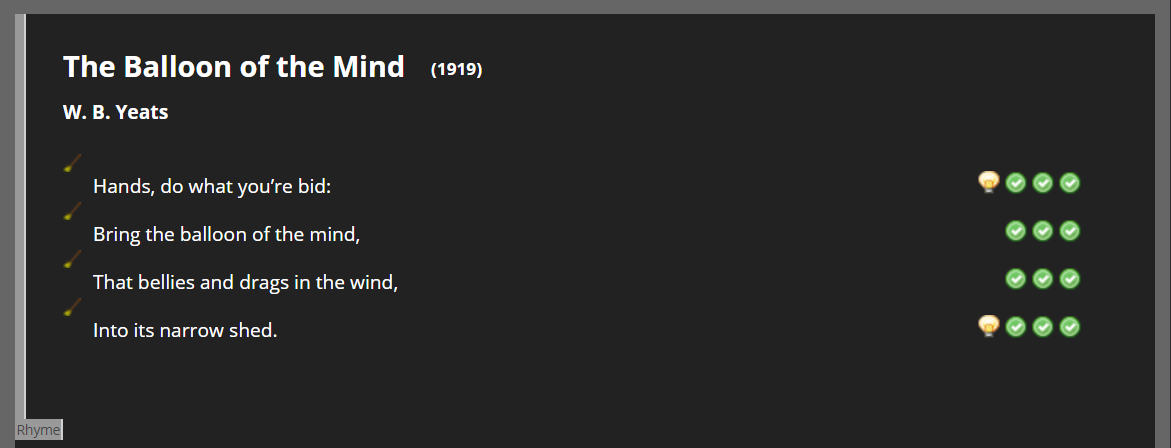 The Balloon of the Mind (1919)
W. B. Yeats
Hands, do what you’re bid:
Bring the balloon of the mind,
That bellies and drags in the wind,
Into its narrow shed.
Rhyme